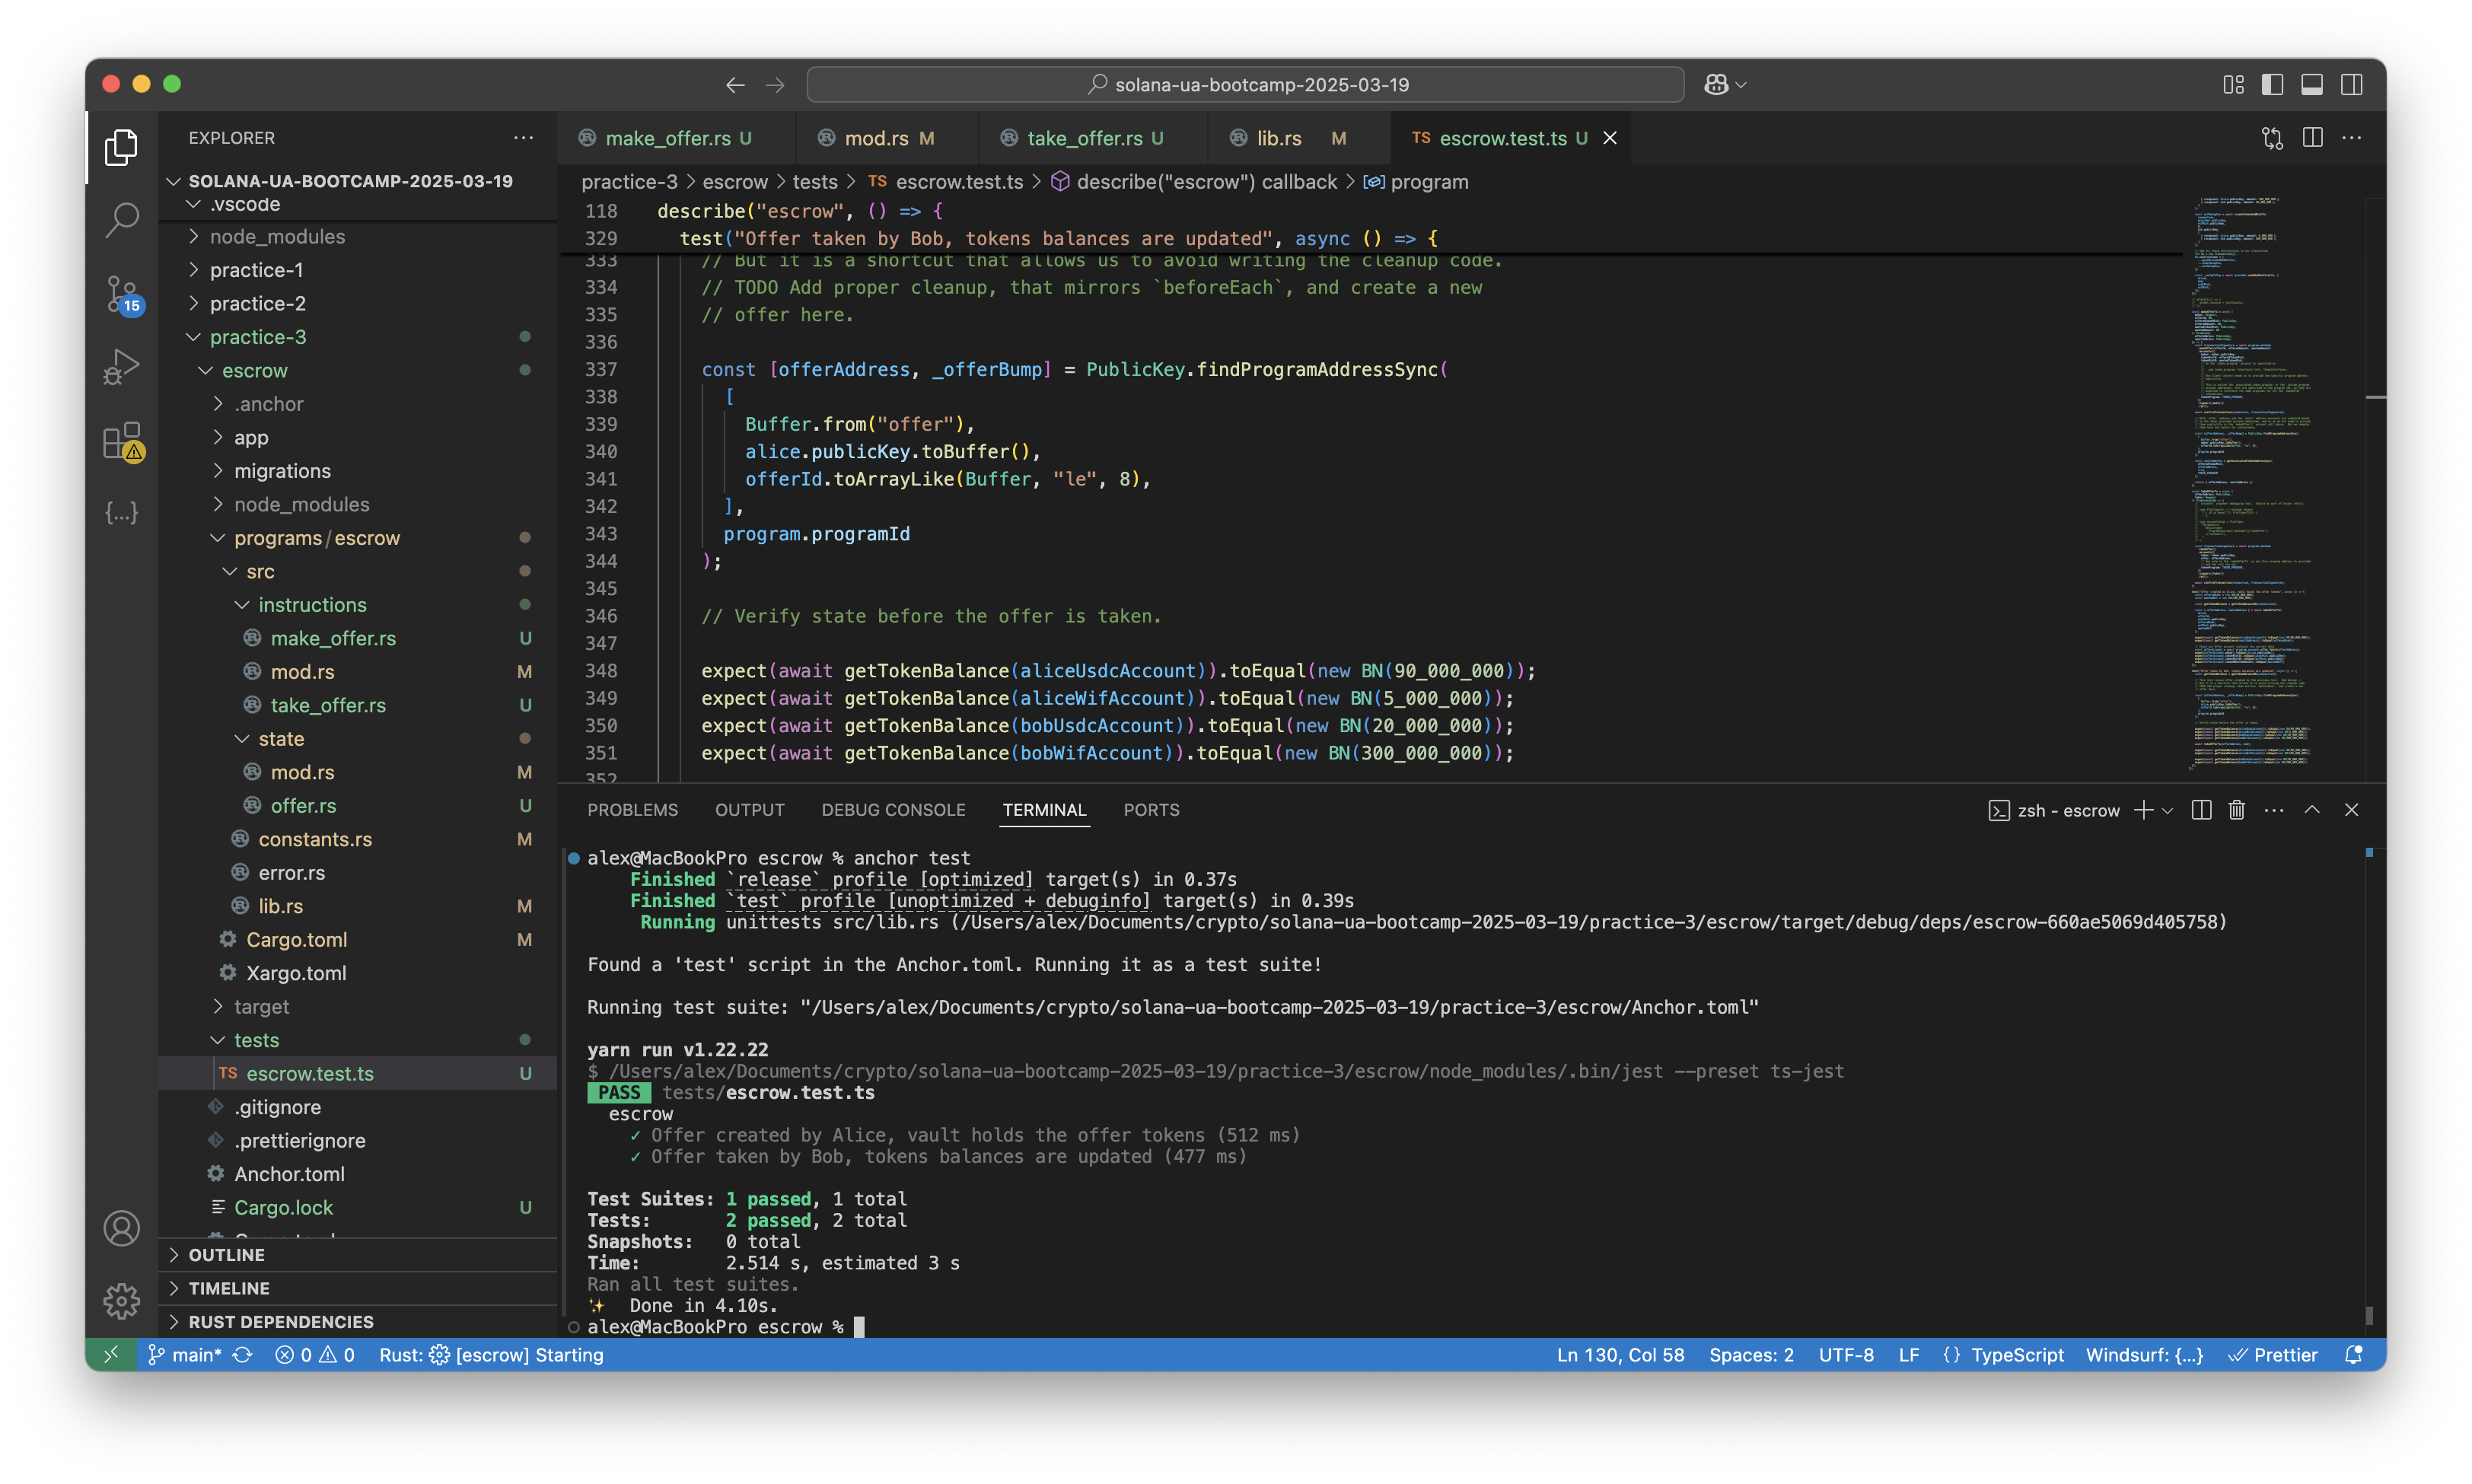 solana-ua-bootcamp-2025-03-19
EXPLORER
SOLANA-UA-BOOTCAMP-2025-03-19
.vscode
node_modules
practice-1
practice-2
practice-3
escrow
.anchor
app
migrations
node_modules
programs/escrow
src
instructions
make_offer.rs U
mod.rs M
take_offer.rs U
state
mod.rs M
offer.rs U
constants.rs M
error.rs
lib.rs M
Cargo.toml M
Xargo.toml
target
tests
TS escrow.test.ts U
.gitignore
.prettierignore
Anchor.toml
Cargo.lock U
OUTLINE
TIMELINE
RUST DEPENDENCIES
15
make_offer.rs U
mod.rs M
take_offer.rs U
lib.rs M
TS escrow.test.ts U
practice-3 > escrow > tests > TS escrow.test.ts > describe("escrow") callback > program
118 describe("escrow", () => {
329 test("Offer taken by Bob, tokens balances are updated", async () => {
333 // But it is a shortcut that allows us to avoid writing the cleanup code.
334 // TODO Add proper cleanup, that mirrors `beforeEach`, and create a new
335 // offer here.
336
337 const [offerAddress, _offerBump] = PublicKey.findProgramAddressSync(
338 [
339 Buffer.from("offer"),
340 alice.publicKey.toBuffer(),
341 offerId.toArrayLike(Buffer, "le", 8),
342 ],
343 program.programId
344 );
345
346 // Verify state before the offer is taken.
347
348 expect(await getTokenBalance(aliceUsdcAccount)).toEqual(new BN(90_000_000));
349 expect(await getTokenBalance(aliceWifAccount)).toEqual(new BN(5_000_000));
350 expect(await getTokenBalance(bobUsdcAccount)).toEqual(new BN(20_000_000));
351 expect(await getTokenBalance(bobWifAccount)).toEqual(new BN(300_000_000));
352
PROBLEMS OUTPUT DEBUG CONSOLE TERMINAL PORTS
zsh - escrow
alex@MacBookPro escrow % anchor test
Finished `release` profile [optimized] target(s) in 0.37s
Finished `test` profile [unoptimized + debuginfo] target(s) in 0.39s
Running unittests src/lib.rs (/Users/alex/Documents/crypto/solana-ua-bootcamp-2025-03-19/practice-3/escrow/target/debug/deps/escrow-660ae5069d405758)
Found a 'test' script in the Anchor.toml. Running it as a test suite!
Running test suite: "/Users/alex/Documents/crypto/solana-ua-bootcamp-2025-03-19/practice-3/escrow/Anchor.toml"
yarn run v1.22.22
$ /Users/alex/Documents/crypto/solana-ua-bootcamp-2025-03-19/practice-3/escrow/node_modules/.bin/jest --preset ts-jest
PASS tests/escrow.test.ts
escrow
✓ Offer created by Alice, vault holds the offer tokens (512 ms)
✓ Offer taken by Bob, tokens balances are updated (477 ms)
Test Suites: 1 passed, 1 total
Tests: 2 passed, 2 total
Snapshots: 0 total
Time: 2.514 s, estimated 3 s
Ran all test suites.
✨ Done in 4.10s.
alex@MacBookPro escrow %
main* 0 0 Rust: [escrow] Starting
Ln 130, Col 58 Spaces: 2 UTF-8 LF {} TypeScript Windsurf: {...} Prettier